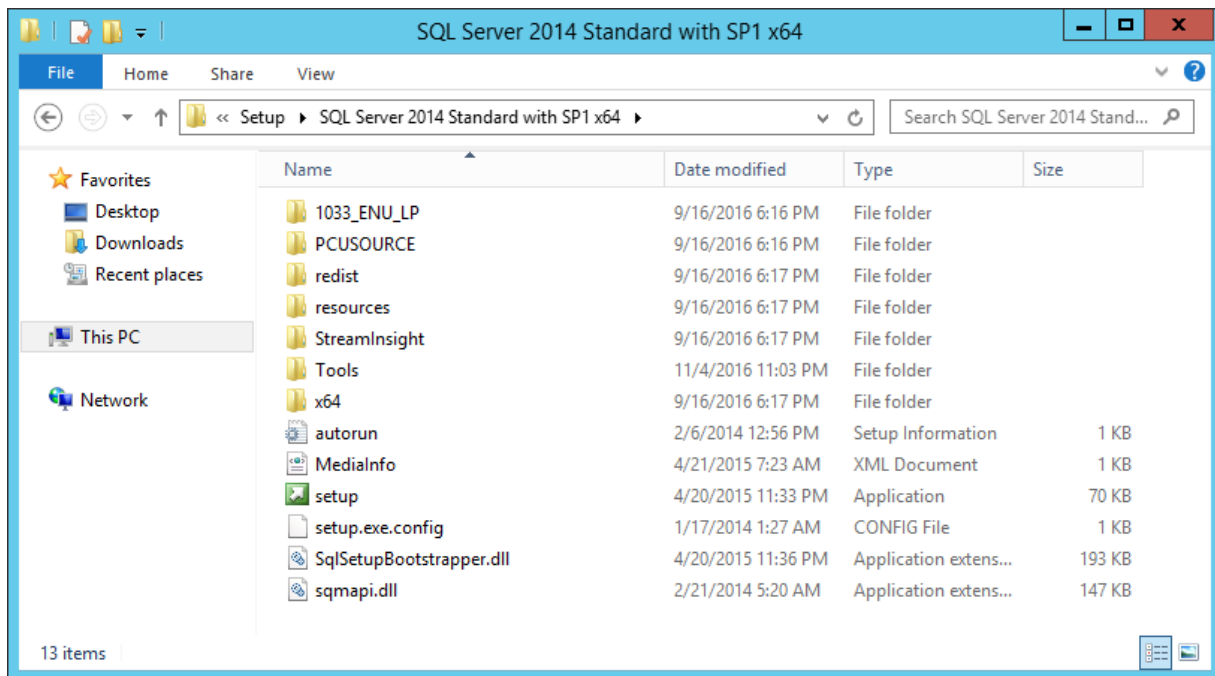 SQL Server 2014 Standard with SP1 x64
File Home Share View
« Setup SQL Server 2014 Standard with SP1 x64 Search SQL Server 2014 Stand...
Name Date modified Type Size
Favorites
Desktop
Downloads
Recent places
This PC
Network
1033_ENU_LP 9/16/2016 6:16 PM File folder
PCUSOURCE 9/16/2016 6:16 PM File folder
redist 9/16/2016 6:17 PM File folder
resources 9/16/2016 6:17 PM File folder
StreamInsight 9/16/2016 6:17 PM File folder
Tools 11/4/2016 11:03 PM File folder
x64 9/16/2016 6:17 PM File folder
autorun 2/6/2014 12:56 PM Setup Information 1 KB
MediaInfo 4/21/2015 7:23 AM XML Document 1 KB
setup 4/20/2015 11:33 PM Application 70 KB
setup.exe.config 1/17/2014 1:27 AM CONFIG File 1 KB
SqlSetupBootstrapper.dll 4/20/2015 11:36 PM Application extens... 193 KB
sqmapi.dll 2/21/2014 5:20 AM Application extens... 147 KB
13 items